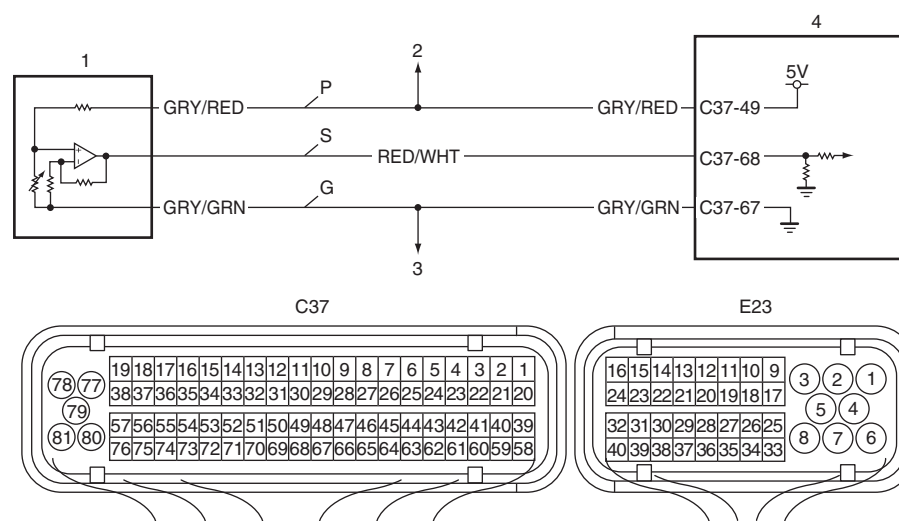 4
2
1
5V
P
GRY/RED GRY/RED C37-49
S
+
-
RED/WHT C37-68
G
GRY/GRN GRY/GRN C37-67
3
C37 E23
19 18 17 16 15 14 13 12 11 10 9 8 7 6 5 4 3 2 1
38 37 36 35 34 33 32 31 30 29 28 27 26 25 24 23 22 21 20
57 56 55 54 53 52 51 50 49 48 47 46 45 44 43 42 41 40 39
76 75 74 73 72 71 70 69 68 67 66 65 64 63 62 61 60 59 58
78 77
79
81 80
16 15 14 13 12 11 10 9
24 23 22 21 20 19 18 17
32 31 30 29 28 27 26 25
40 39 38 37 36 35 34 33
3 2 1
5 4
8 7 6